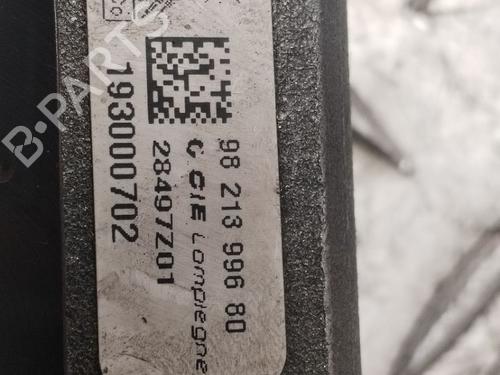 98 213 996 80
CIE Compiegne
28497Z01
193000702
B-PARTS